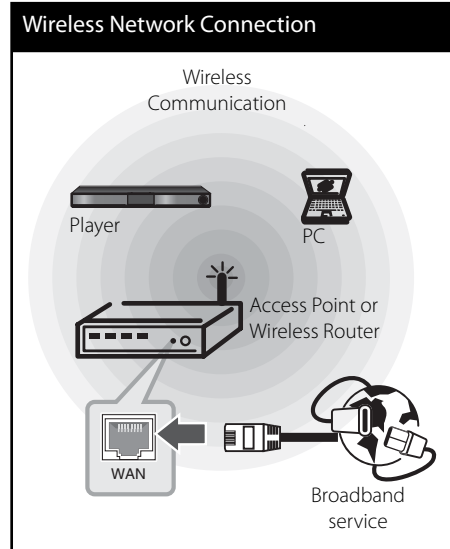 Wireless Network Connection
Wireless
Communication
Player
PC
Access Point or
Wireless Router
WAN
Broadband
service